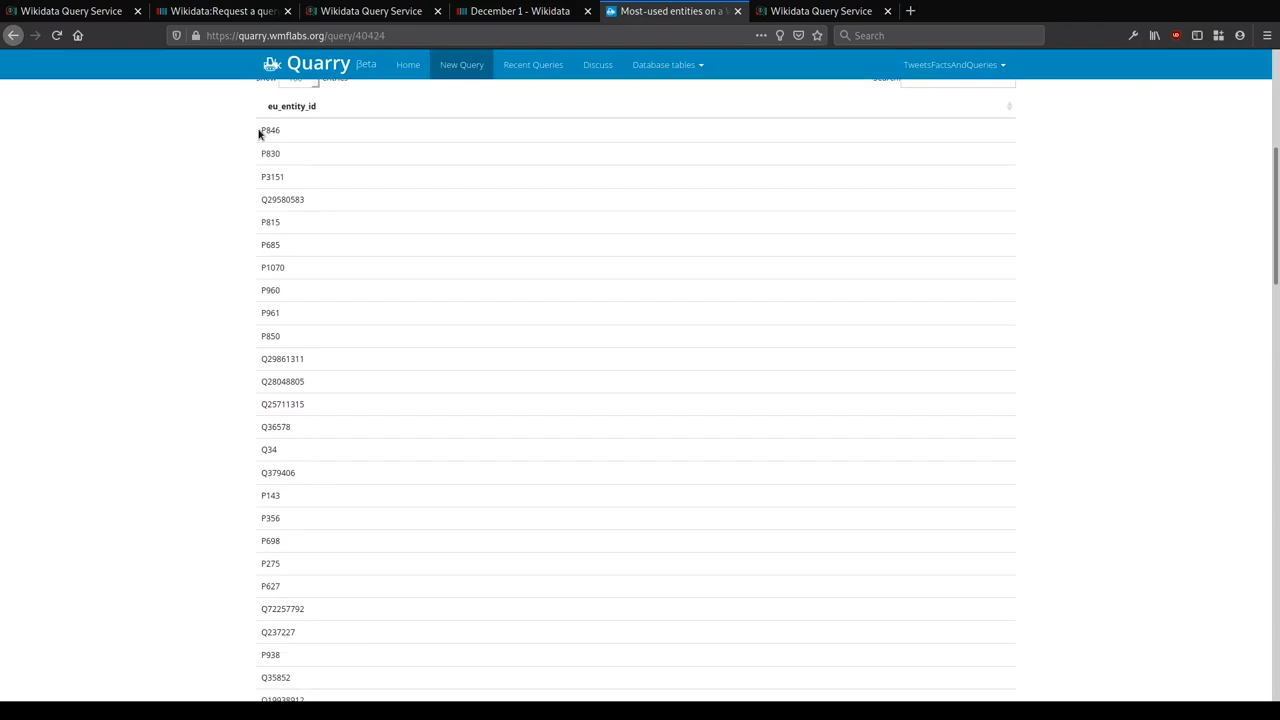 Wikidata Query Service
Wikidata:Request a quer
Wikidata Query Service
December 1 - Wikidata
Most-used entities on a
Wikidata Query Service
https://quarry.wmflabs.org/query/40424
Search
Quarry βeta
Home
New Query
Recent Queries
Discuss
Database tables
TweetsFactsAndQueries
eu_entity_id
P846
P830
P3151
Q29580583
P815
P685
P1070
P960
P961
P850
Q29861311
Q28048805
Q25711315
Q36578
Q34
Q379406
P143
P356
P698
P275
P627
Q72257792
Q237227
P938
Q35852